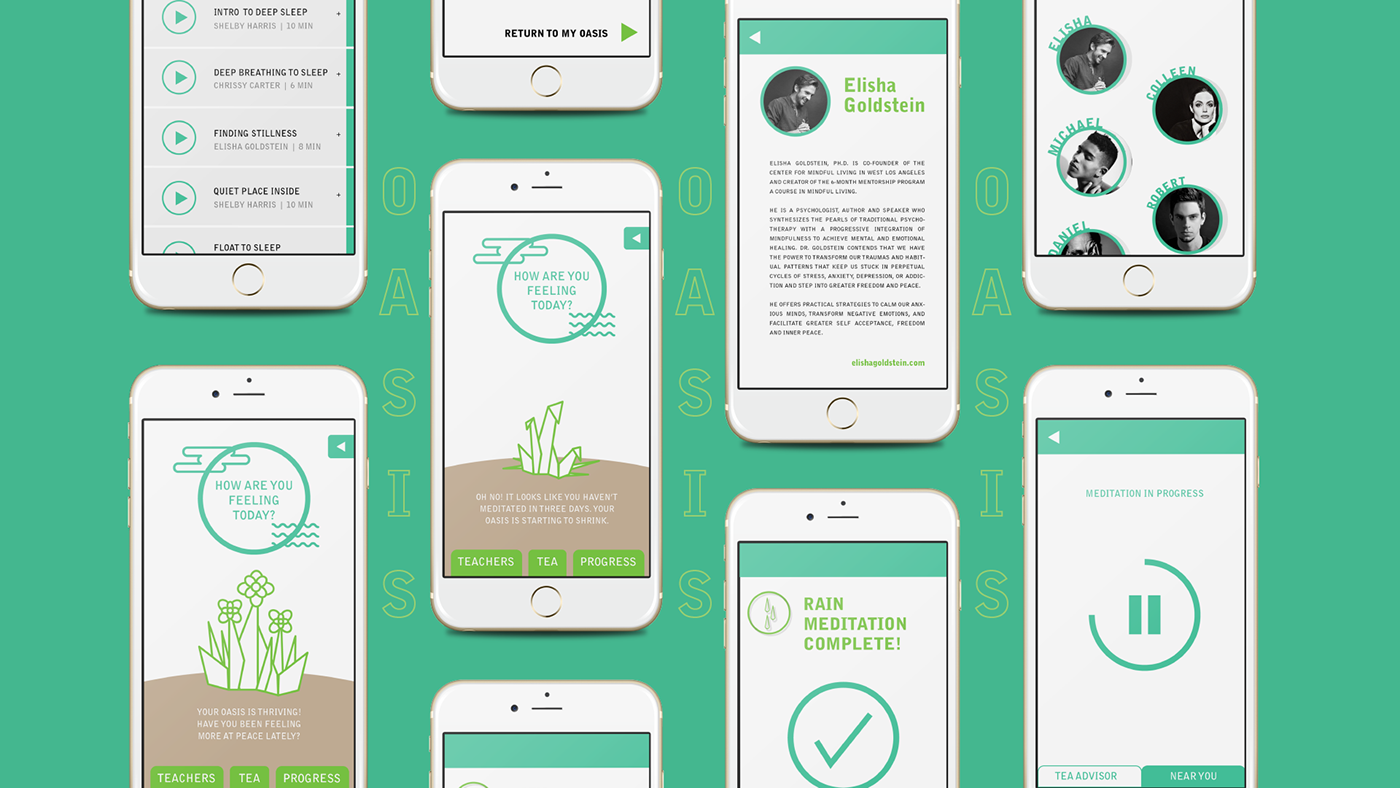 INTRO TO DEEP SLEEP
SHELBY HARRIS | 10 MIN
+
DEEP BREATHING TO SLEEP
+
CHRISSY CARTER | 6 MIN
FINDING STILLNESS
+
ELISHA GOLDSTEIN | 8 MIN
QUIET PLACE INSIDE
+
SHELBY HARRIS | 10 MIN
FLOAT TO SLEEP
HOW ARE YOU
FEELING
TODAY?
YOUR OASIS IS THRIVING!
HAVE YOU BEEN FEELING
MORE AT PEACE LATELY?
TEACHERS
TEA
PROGRESS
O
A
S
I
S
RETURN TO MY OASIS
HOW ARE YOU
FEELING
TODAY?
OH NO! IT LOOKS LIKE YOU HAVEN'T
MEDITATED IN THREE DAYS. YOUR
OASIS IS STARTING TO SHRINK.
TEACHERS
TEA
PROGRESS
O
A
S
I
S
Elisha
Goldstein
ELISHA GOLDSTEIN, PH.D. IS CO-FOUNDER OF THE
CENTER FOR MINDFUL LIVING IN WEST LOS ANGELES
AND CREATOR OF THE 6-MONTH MENTORSHIP PROGRAM
A COURSE IN MINDFUL LIVING.
HE IS A PSYCHOLOGIST, AUTHOR AND SPEAKER WHO
SYNTHESIZES THE PEARLS OF TRADITIONAL PSYCHO-
THERAPY WITH A PROGRESSIVE INTEGRATION OF
MINDFULNESS TO ACHIEVE MENTAL AND EMOTIONAL
HEALING. DR. GOLDSTEIN CONTENDS THAT WE HAVE
THE POWER TO TRANSFORM OUR TRAUMAS AND HABIT-
UAL PATTERNS THAT KEEP US STUCK IN PERPETUAL
CYCLES OF STRESS, ANXIETY, DEPRESSION, OR ADDIC-
TION AND STEP INTO GREATER FREEDOM AND PEACE.
HE OFFERS PRACTICAL STRATEGIES TO CALM OUR ANX-
IOUS MINDS, TRANSFORM NEGATIVE EMOTIONS, AND
FACILITATE GREATER SELF ACCEPTANCE, FREEDOM
AND INNER PEACE.
elishagoldstein.com
RAIN
MEDITATION
COMPLETE!
O
A
S
I
S
ELISHA
COLLEEN
MICHAEL
ROBERT
DANIEL
MEDITATION IN PROGRESS
TEA ADVISOR
NEAR YOU